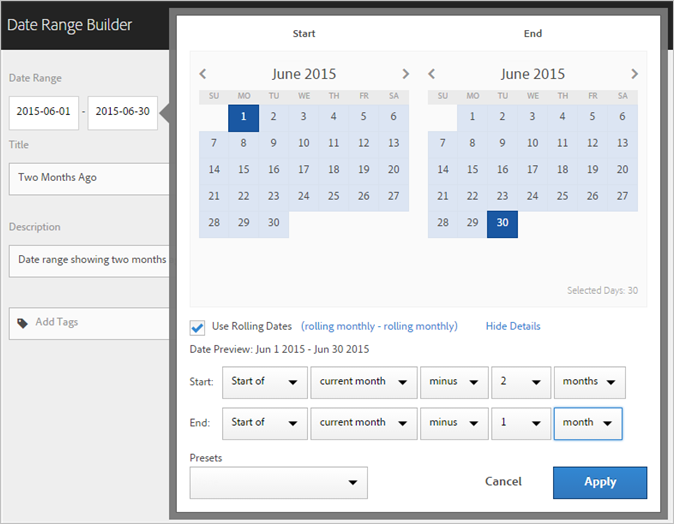 Date Range Builder
Date Range
2015-06-01 - 2015-06-30
Title
Two Months Ago
Description
Date range showing two months
Add Tags
Start End
June 2015 June 2015
SU MO TU WE TH FR SA SU MO TU WE TH FR SA
1 2 3 4 5 6 1 2 3 4 5 6
7 8 9 10 11 12 13 7 8 9 10 11 12 13
14 15 16 17 18 19 20 14 15 16 17 18 19 20
21 22 23 24 25 26 27 21 22 23 24 25 26 27
28 29 30 28 29 30
Selected Days: 30
Use Rolling Dates (rolling monthly - rolling monthly) Hide Details
Date Preview: Jun 1 2015 - Jun 30 2015
Start: Start of current month minus 2 months
End: Start of current month minus 1 month
Presets
Cancel Apply